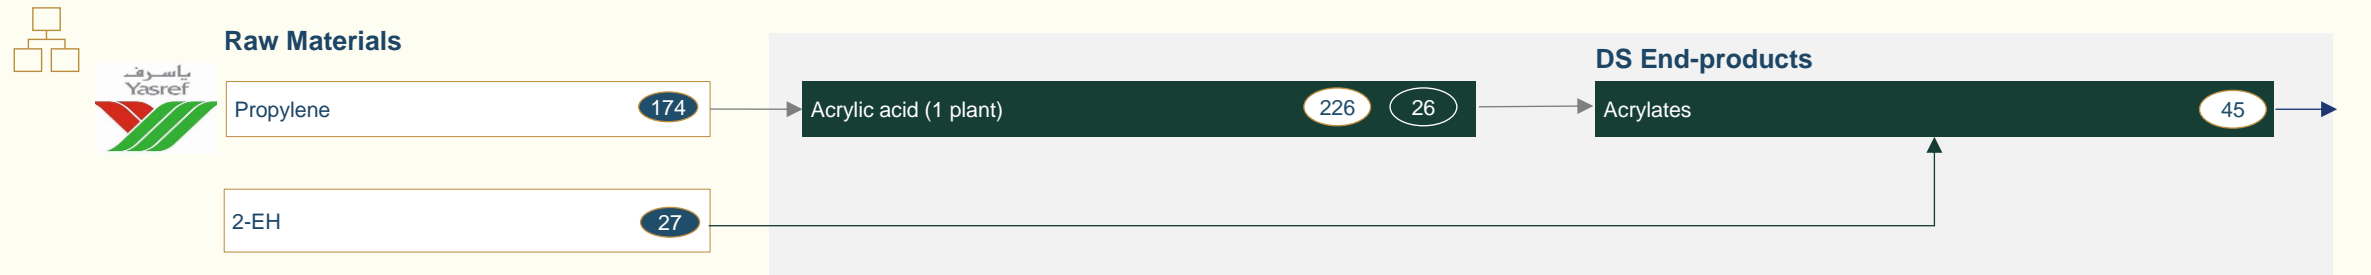 Raw Materials
DS End-products
ياسرف
Yasref
Propylene 174
Acrylic acid (1 plant) 226 26
Acrylates 45
2-EH 27